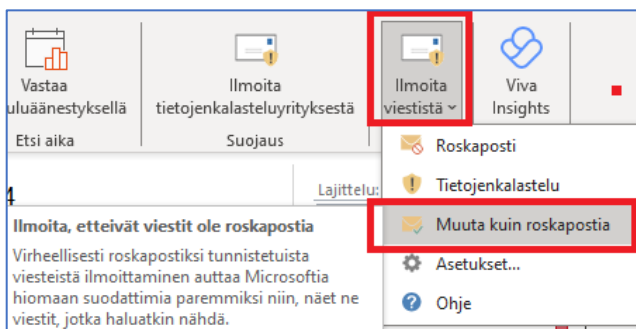 Vastaa
uluäänestyksellä
Etsi aika
Ilmoita
tietojenkalasteluyrityksestä
Suojaus
Ilmoita
viestistä
Viva
Insights
Roskaposti
Tietojenkalastelu
Muuta kuin roskapostia
Asetukset...
Ohje
4
Lajittelu:
Ilmoita, etteivät viestit ole roskapostia
Virheellisesti roskapostiksi tunnistetuista
viesteistä ilmoittaminen auttaa Microsoftia
hiomaan suodattimia paremmiksi niin, näet ne
viestit, jotka haluatkin nähdä.